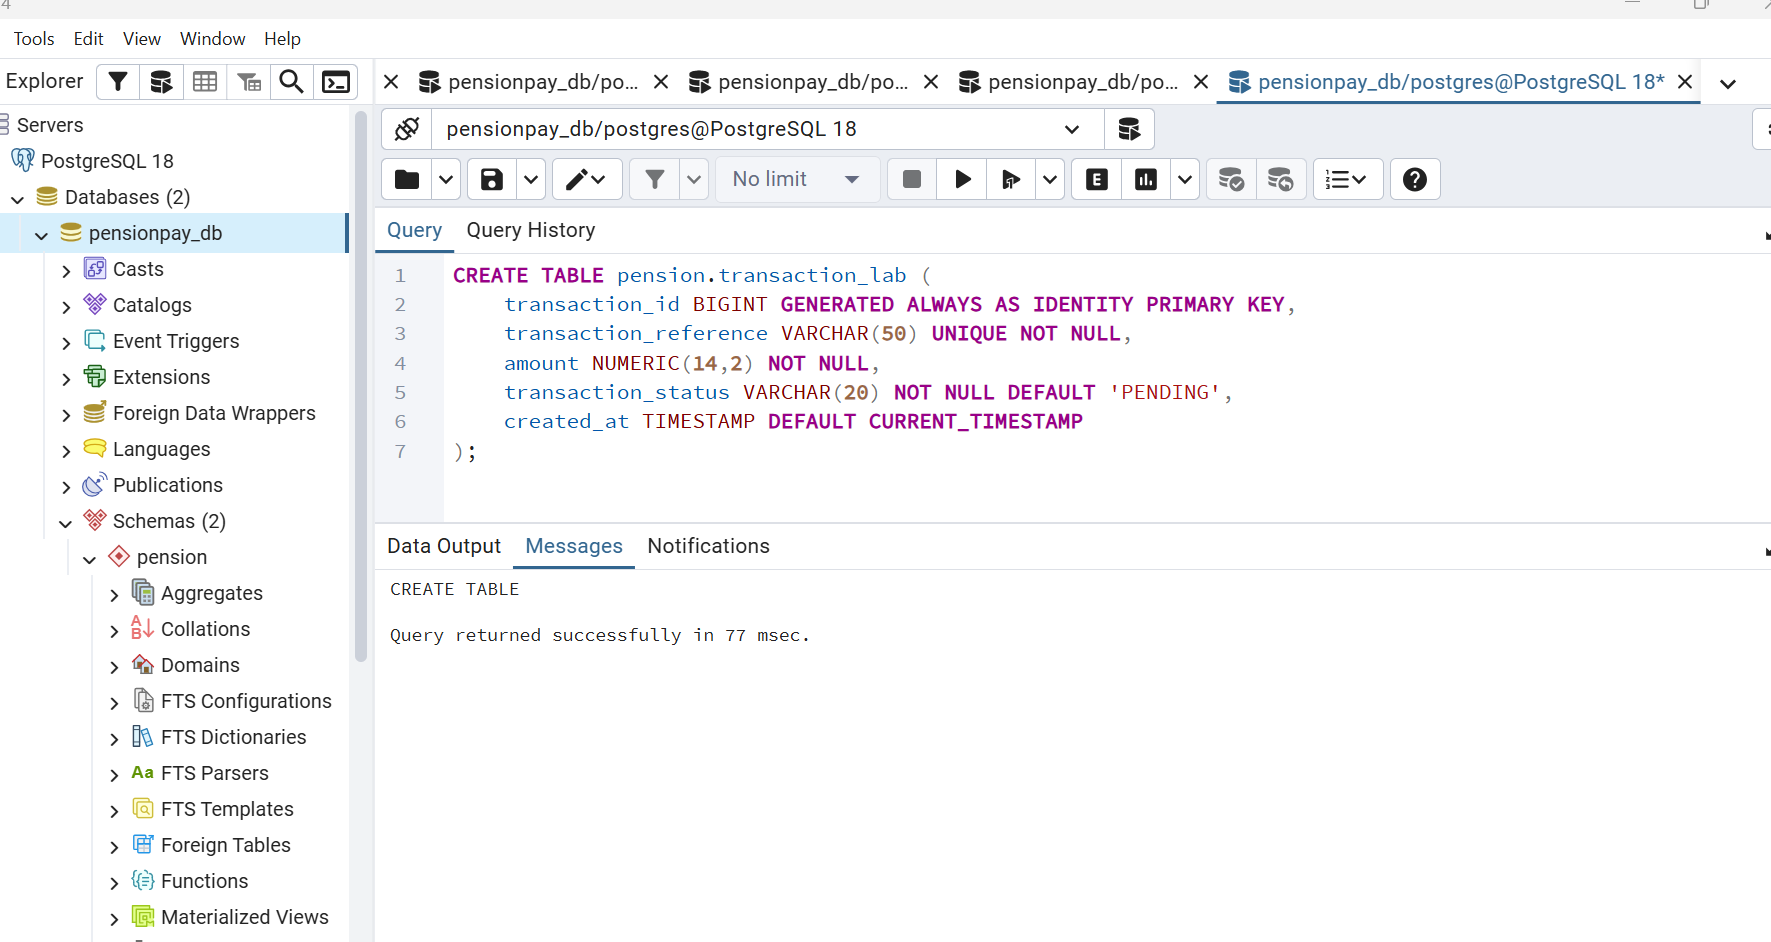 4
Tools Edit View Window Help
Explorer
pensionpay_db/po... pensionpay_db/po... pensionpay_db/po... pensionpay_db/postgres@PostgreSQL 18*
Servers
PostgreSQL 18
Databases (2)
pensionpay_db
Casts
Catalogs
Event Triggers
Extensions
Foreign Data Wrappers
Languages
Publications
Schemas (2)
pension
Aggregates
Collations
Domains
FTS Configurations
FTS Dictionaries
Aa FTS Parsers
FTS Templates
Foreign Tables
Functions
Materialized Views
pensionpay_db/postgres@PostgreSQL 18
No limit
E
Query Query History
1 CREATE TABLE pension.transaction_lab (
2 transaction_id BIGINT GENERATED ALWAYS AS IDENTITY PRIMARY KEY,
3 transaction_reference VARCHAR(50) UNIQUE NOT NULL,
4 amount NUMERIC(14,2) NOT NULL,
5 transaction_status VARCHAR(20) NOT NULL DEFAULT 'PENDING',
6 created_at TIMESTAMP DEFAULT CURRENT_TIMESTAMP
7 );
Data Output Messages Notifications
CREATE TABLE
Query returned successfully in 77 msec.